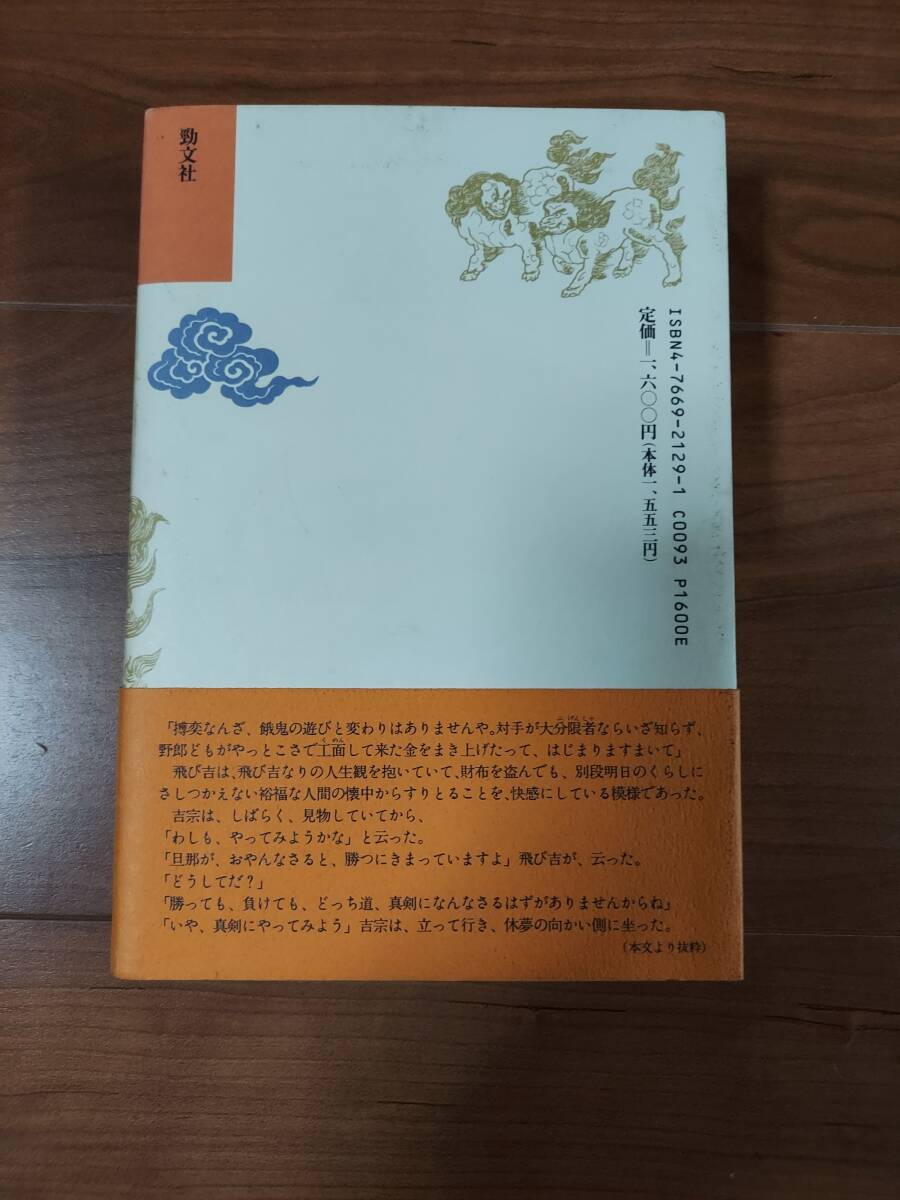 勁文社
ISBN4-7669-2129-1 C0093 P1600E
定価＝一、六〇〇円（本体一、五五三円）
「搏奕なんざ、餓鬼の遊びと変わりはありませんや。対手が大分限者ならいざ知らず、
野郎どもがやっとこさで工面して来た金をまき上げたって、はじまりますまいて」
飛び吉は、飛び吉なりの人生観を抱いていて、財布を盗んでも、別段明日のくらしに
さしつかえない裕福な人間の懐中からすりとることを、快感にしている模様であった。
吉宗は、しばらく、見物していてから、
「わしも、やってみようかな」と云った。
「旦那が、おやんなさると、勝つにきまっていますよ」飛び吉が、云った。
「どうしてだ？」
「勝っても、負けても、どっち道、真剣になんなさるはずがありませんからね」
「いや、真剣にやってみよう」吉宗は、立って行き、休夢の向かい側に坐った。
（本文より抜粋）